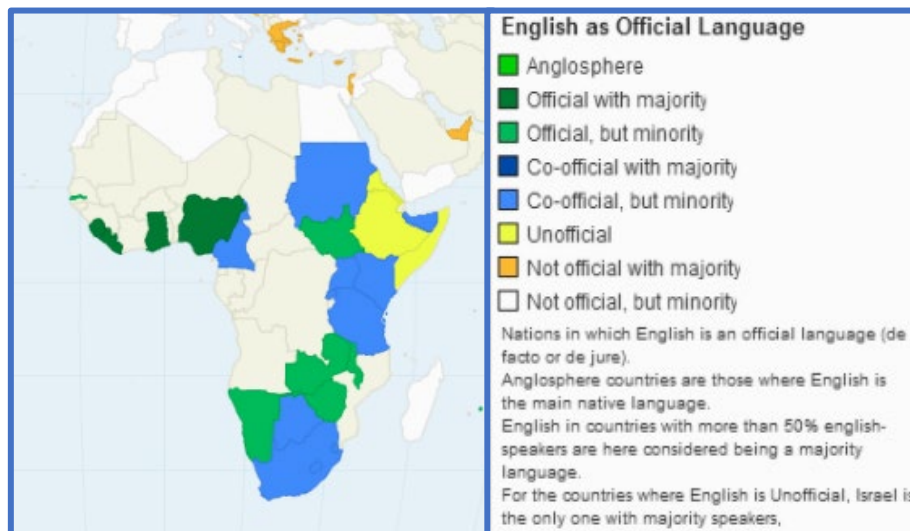 English as Official Language
Anglosphere
Official with majority
Official, but minority
Co-official with majority
Co-official, but minority
Unofficial
Not official with majority
Not official, but minority
Nations in which English is an official language (de
facto or de jure).
Anglosphere countries are those where English is
the main native language.
English in countries with more than 50% english-
speakers are here considered being a majority
language.
For the countries where English is Unofficial, Israel is
the only one with majority speakers,